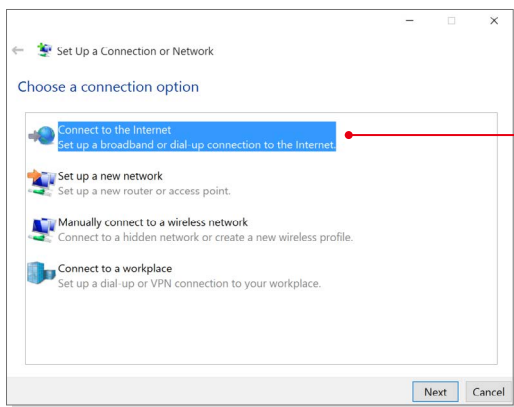 Set Up a Connection or Network
Choose a connection option
Connect to the Internet
Set up a broadband or dial-up connection to the Internet.
Set up a new network
Set up a new router or access point.
Manually connect to a wireless network
Connect to a hidden network or create a new wireless profile.
Connect to a workplace
Set up a dial-up or VPN connection to your workplace.
Next Cancel